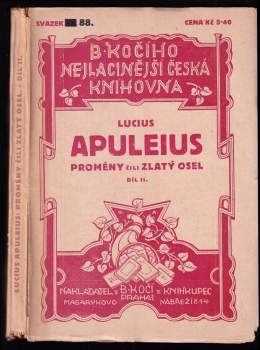 SVAZEK 88.
CENA KČ 5·40
B·KOČÍHO
NEJLACINĚJŠÍ ČESKÁ
KNIHOVNA
LUCIUS
APULEIUS
PROMĚNY ČILI ZLATÝ OSEL
DÍL II.
NAKLADATEL B·KOČÍ KNIHKUPEC
PRAHA I
MASARYKOVO NÁBŘEŽÍ Č·14
LUCIUS APULEIUS: PROMĚNY ČILI ZLATÝ OSEL. - DÍL II.